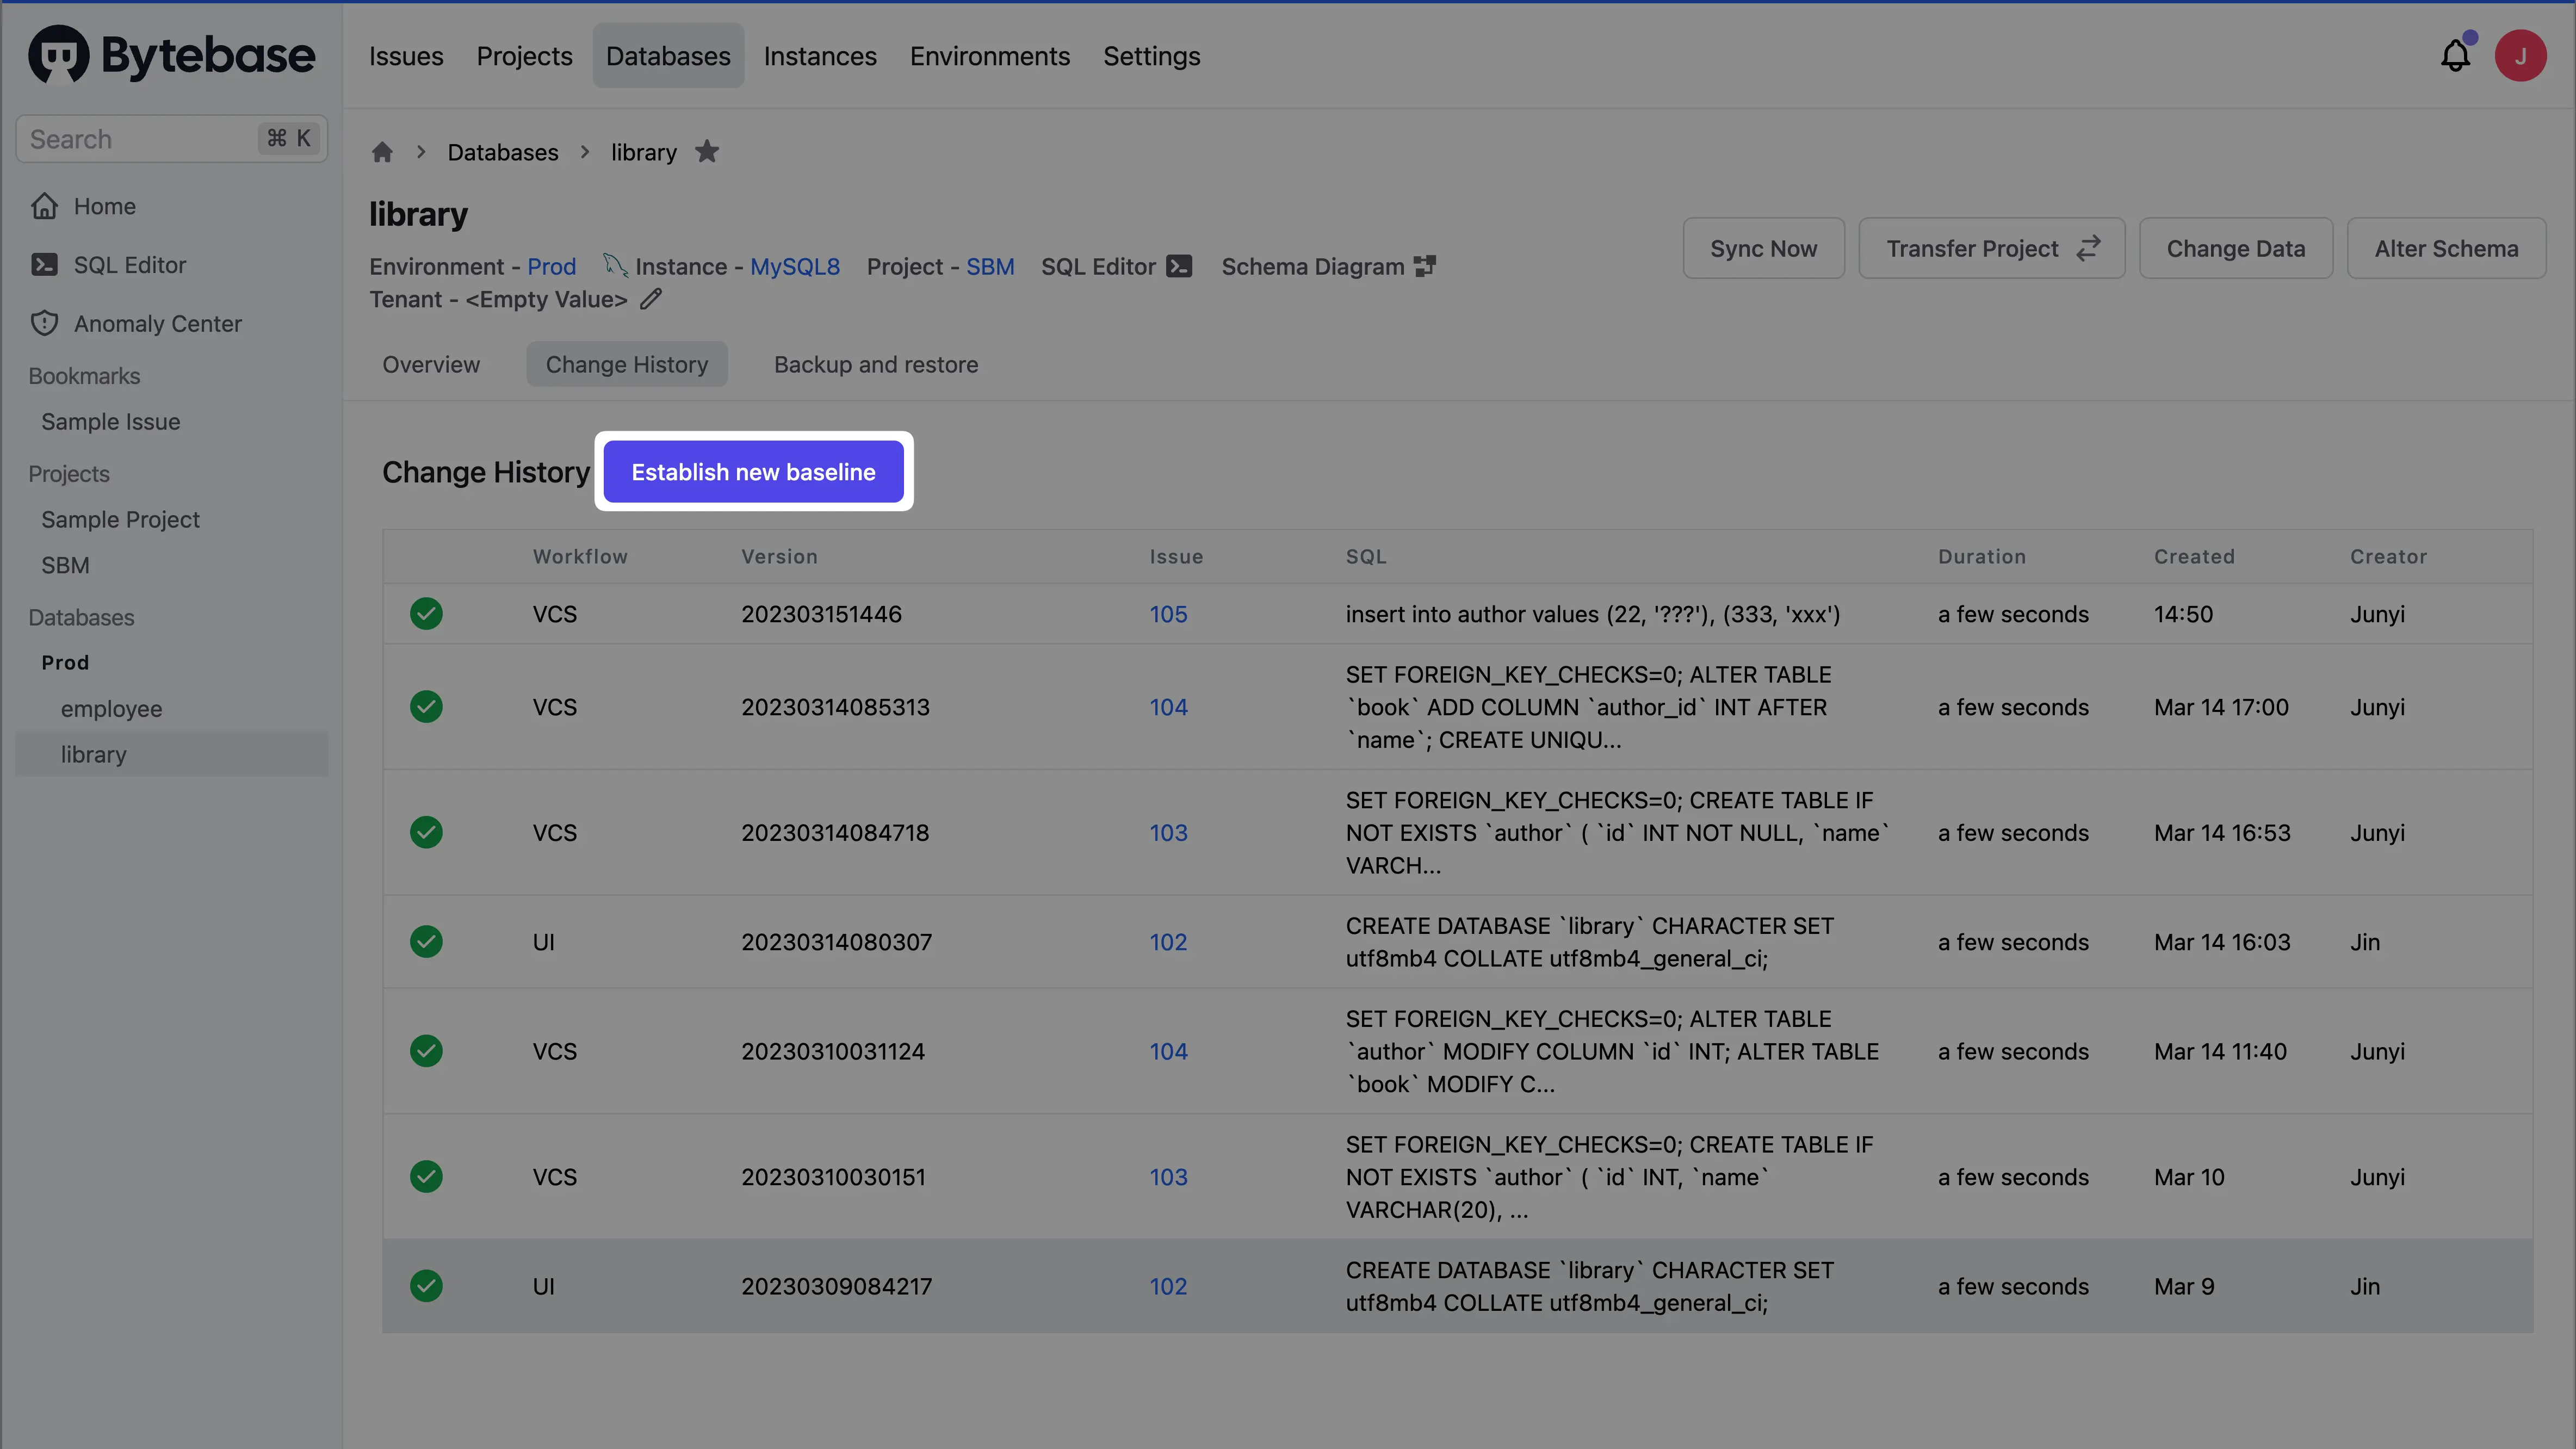 Bytebase
Issues Projects Databases Instances Environments Settings
J
Search ⌘ K
Home
SQL Editor
Anomaly Center
Bookmarks
Sample Issue
Projects
Sample Project
SBM
Databases
Prod
employee
library
Databases library
library
Environment - Prod Instance - MySQL8 Project - SBM SQL Editor Schema Diagram
Tenant - <Empty Value>
Sync Now Transfer Project Change Data Alter Schema
Overview Change History Backup and restore
Change History Establish new baseline
Workflow Version Issue SQL Duration Created Creator
VCS 202303151446 105 insert into author values (22, '???'), (333, 'xxx') a few seconds 14:50 Junyi
SET FOREIGN_KEY_CHECKS=0; ALTER TABLE
VCS 20230314085313 104 `book` ADD COLUMN `author_id` INT AFTER a few seconds Mar 14 17:00 Junyi
`name`; CREATE UNIQU...
SET FOREIGN_KEY_CHECKS=0; CREATE TABLE IF
VCS 20230314084718 103 NOT EXISTS `author` ( `id` INT NOT NULL, `name` a few seconds Mar 14 16:53 Junyi
VARCH...
CREATE DATABASE `library` CHARACTER SET
UI 20230314080307 102 utf8mb4 COLLATE utf8mb4_general_ci; a few seconds Mar 14 16:03 Jin
SET FOREIGN_KEY_CHECKS=0; ALTER TABLE
VCS 20230310031124 104 `author` MODIFY COLUMN `id` INT; ALTER TABLE a few seconds Mar 14 11:40 Junyi
`book` MODIFY C...
SET FOREIGN_KEY_CHECKS=0; CREATE TABLE IF
VCS 20230310030151 103 NOT EXISTS `author` ( `id` INT, `name` a few seconds Mar 10 Junyi
VARCHAR(20), ...
CREATE DATABASE `library` CHARACTER SET
UI 20230309084217 102 utf8mb4 COLLATE utf8mb4_general_ci; a few seconds Mar 9 Jin